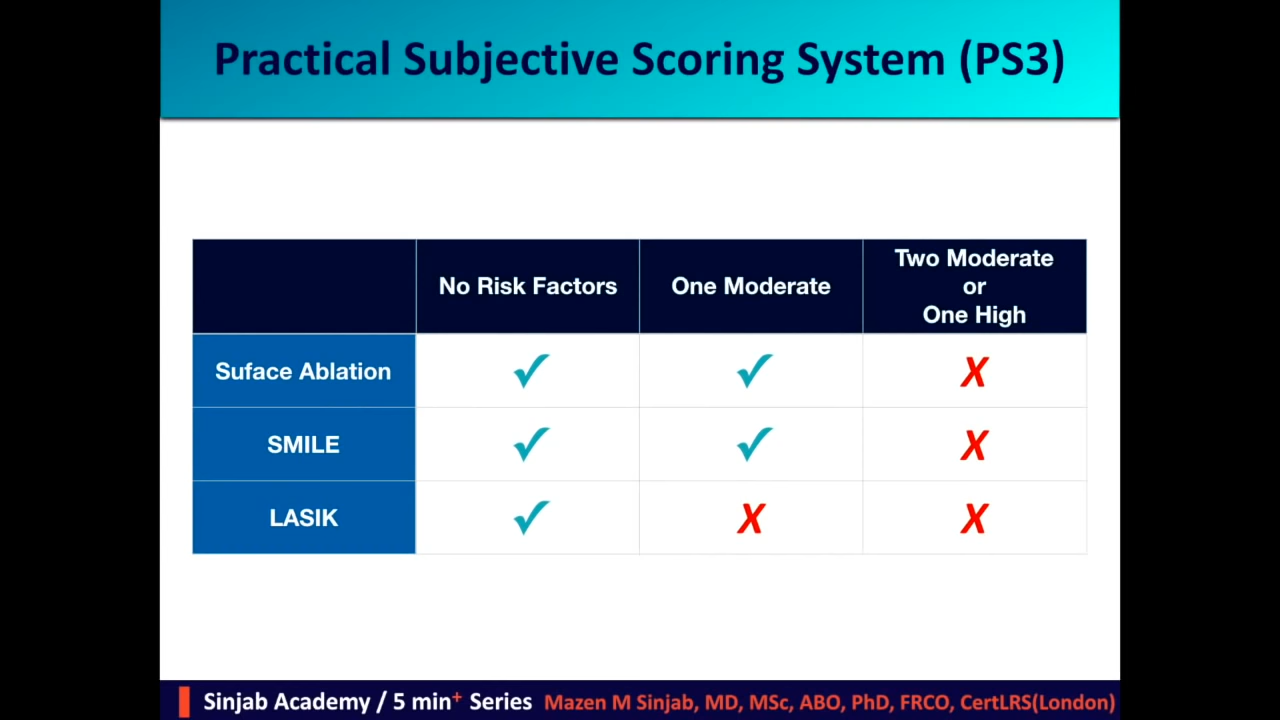 Practical Subjective Scoring System (PS3)
No Risk Factors
One Moderate
Two Moderate
or
One High
Suface Ablation
✓ ✓ X
SMILE
✓ ✓ X
LASIK
✓ X X
Sinjab Academy / 5 min+ Series Mazen M Sinjab, MD, MSc, ABO, PhD, FRCO, CertLRS(London)